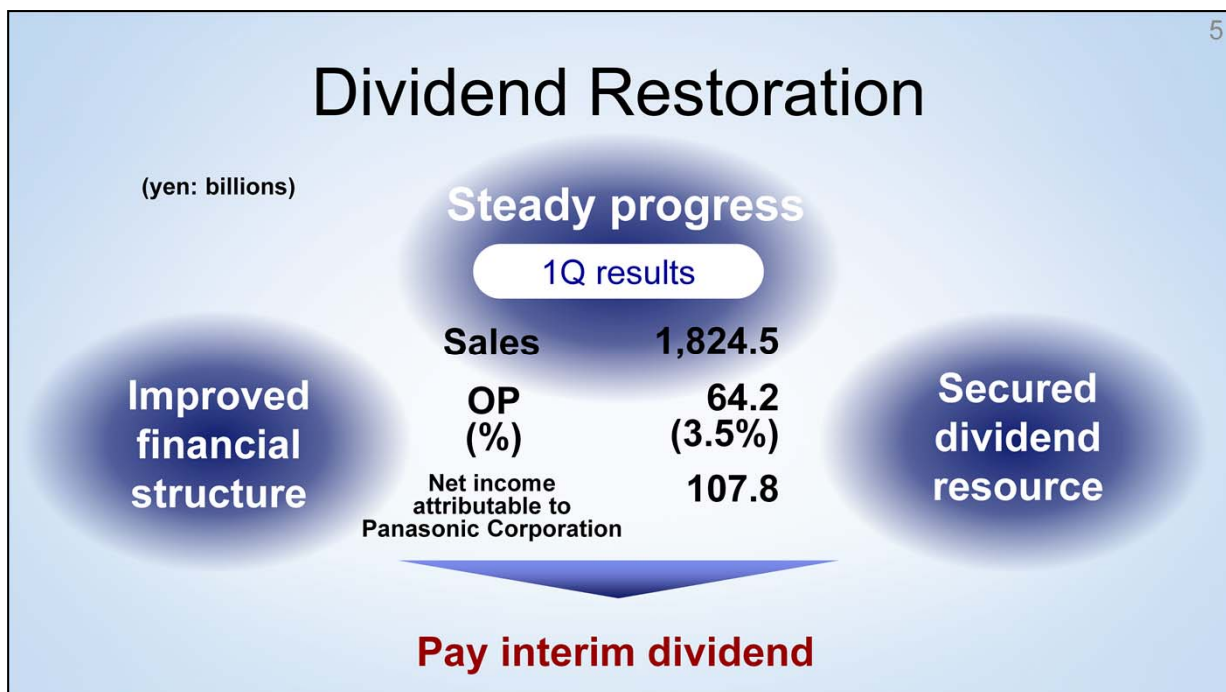 5
Dividend Restoration
(yen: billions)
Steady progress
1Q results
Sales 1,824.5
OP 64.2
(%) (3.5%)
Net income
attributable to
Panasonic Corporation
107.8
Improved
financial
structure
Secured
dividend
resource
Pay interim dividend